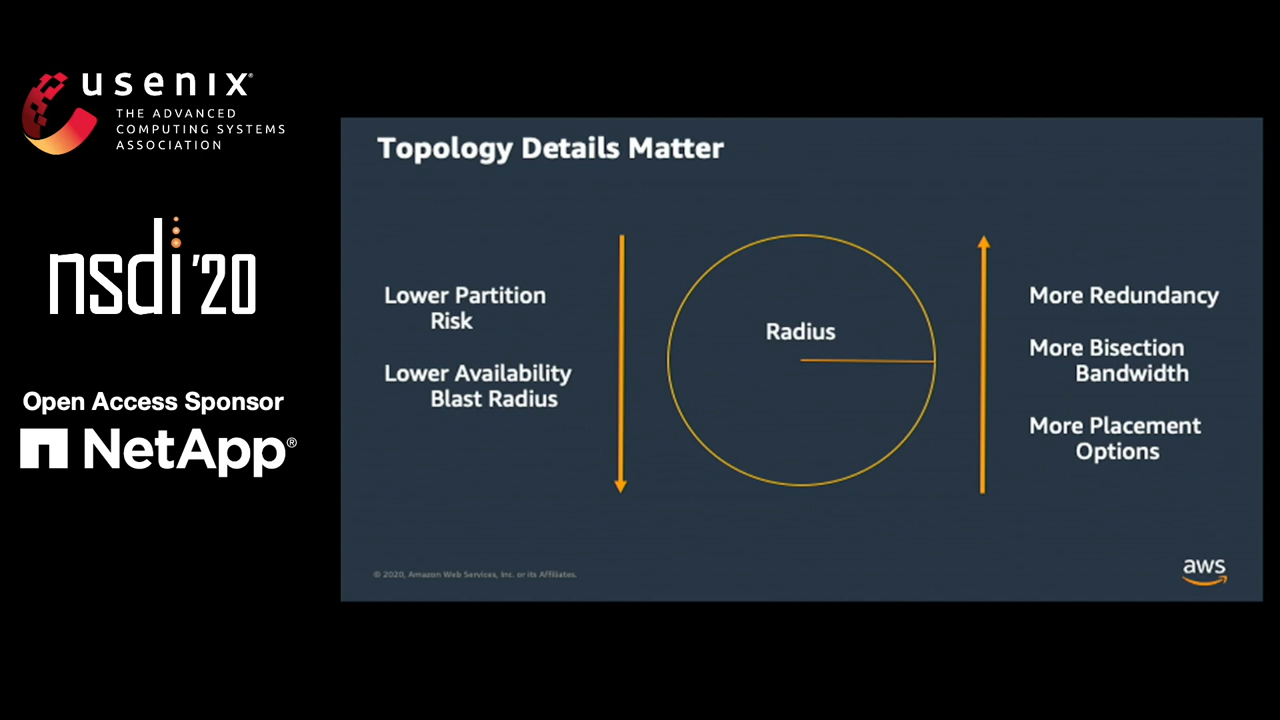 usenix®
THE ADVANCED
COMPUTING SYSTEMS
ASSOCIATION
nsdi '20
Open Access Sponsor
NetApp®
Topology Details Matter
Lower Partition
Risk
Lower Availability
Blast Radius
Radius
More Redundancy
More Bisection
Bandwidth
More Placement
Options
© 2020, Amazon Web Services, Inc. or its Affiliates.
aws